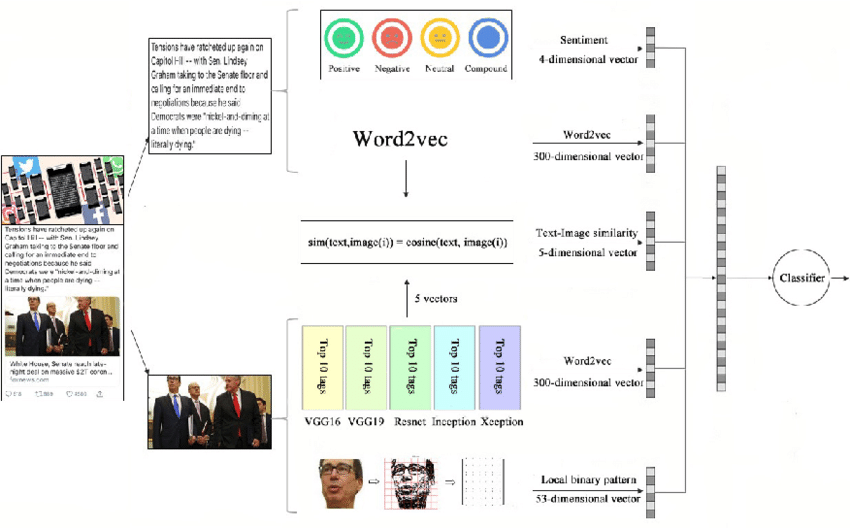 Tensions have ratcheted up again on
Capitol Hill -- with Sen. Lindsey
Graham taking to the Senate floor and
calling for an immediate end to
negotiations because he said
Democrats were "nickel-and-diming at
a time when people are dying --
literally dying."
Positive Negative Neutral Compound
Sentiment
4-dimensional vector
Word2vec
Word2vec
300-dimensional vector
Tensions have ratcheted up again on
Capitol Hill -- with Sen. Lindsey
Graham taking to the Senate floor and
calling for an immediate end to
negotiations because he said
Democrats were "nickel-and-diming at
a time when people are dying --
literally dying."
White House, Senate reach late-
night deal on massive $2T coron...
foxnews.com
sim(text,image(i)) = cosine(text, image(i))
Text-Image similarity
5-dimensional vector
5 vectors
Top 10 tags
Top 10 tags
Top 10 tags
Top 10 tags
Top 10 tags
VGG16 VGG19 Resnet Inception Xception
Word2vec
300-dimensional vector
Local binary pattern
53-dimensional vector
Classifier